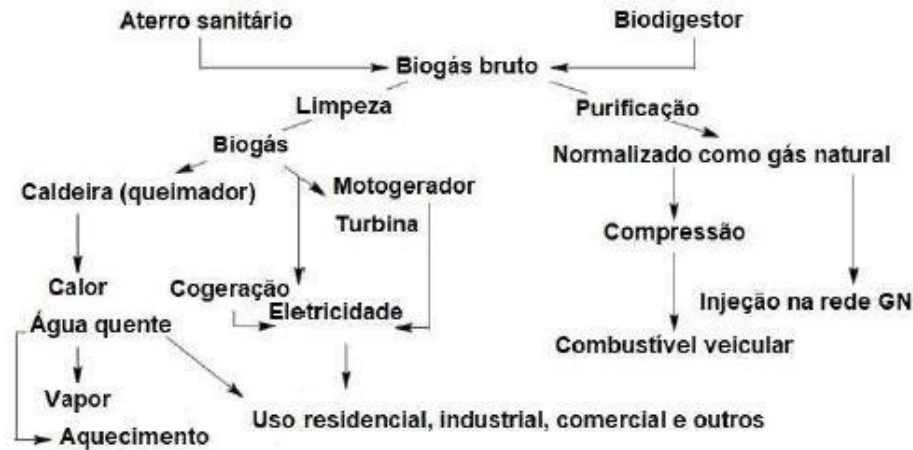 Aterro sanitário
Biodigestor
Biogás bruto
Limpeza
Purificação
Biogás
Normalizado como gás natural
Caldeira (queimador)
Motogerador
Turbina
Compressão
Calor
Cogeração
Eletricidade
Injeção na rede GN
Água quente
Combustível veicular
Vapor
Uso residencial, industrial, comercial e outros
Aquecimento